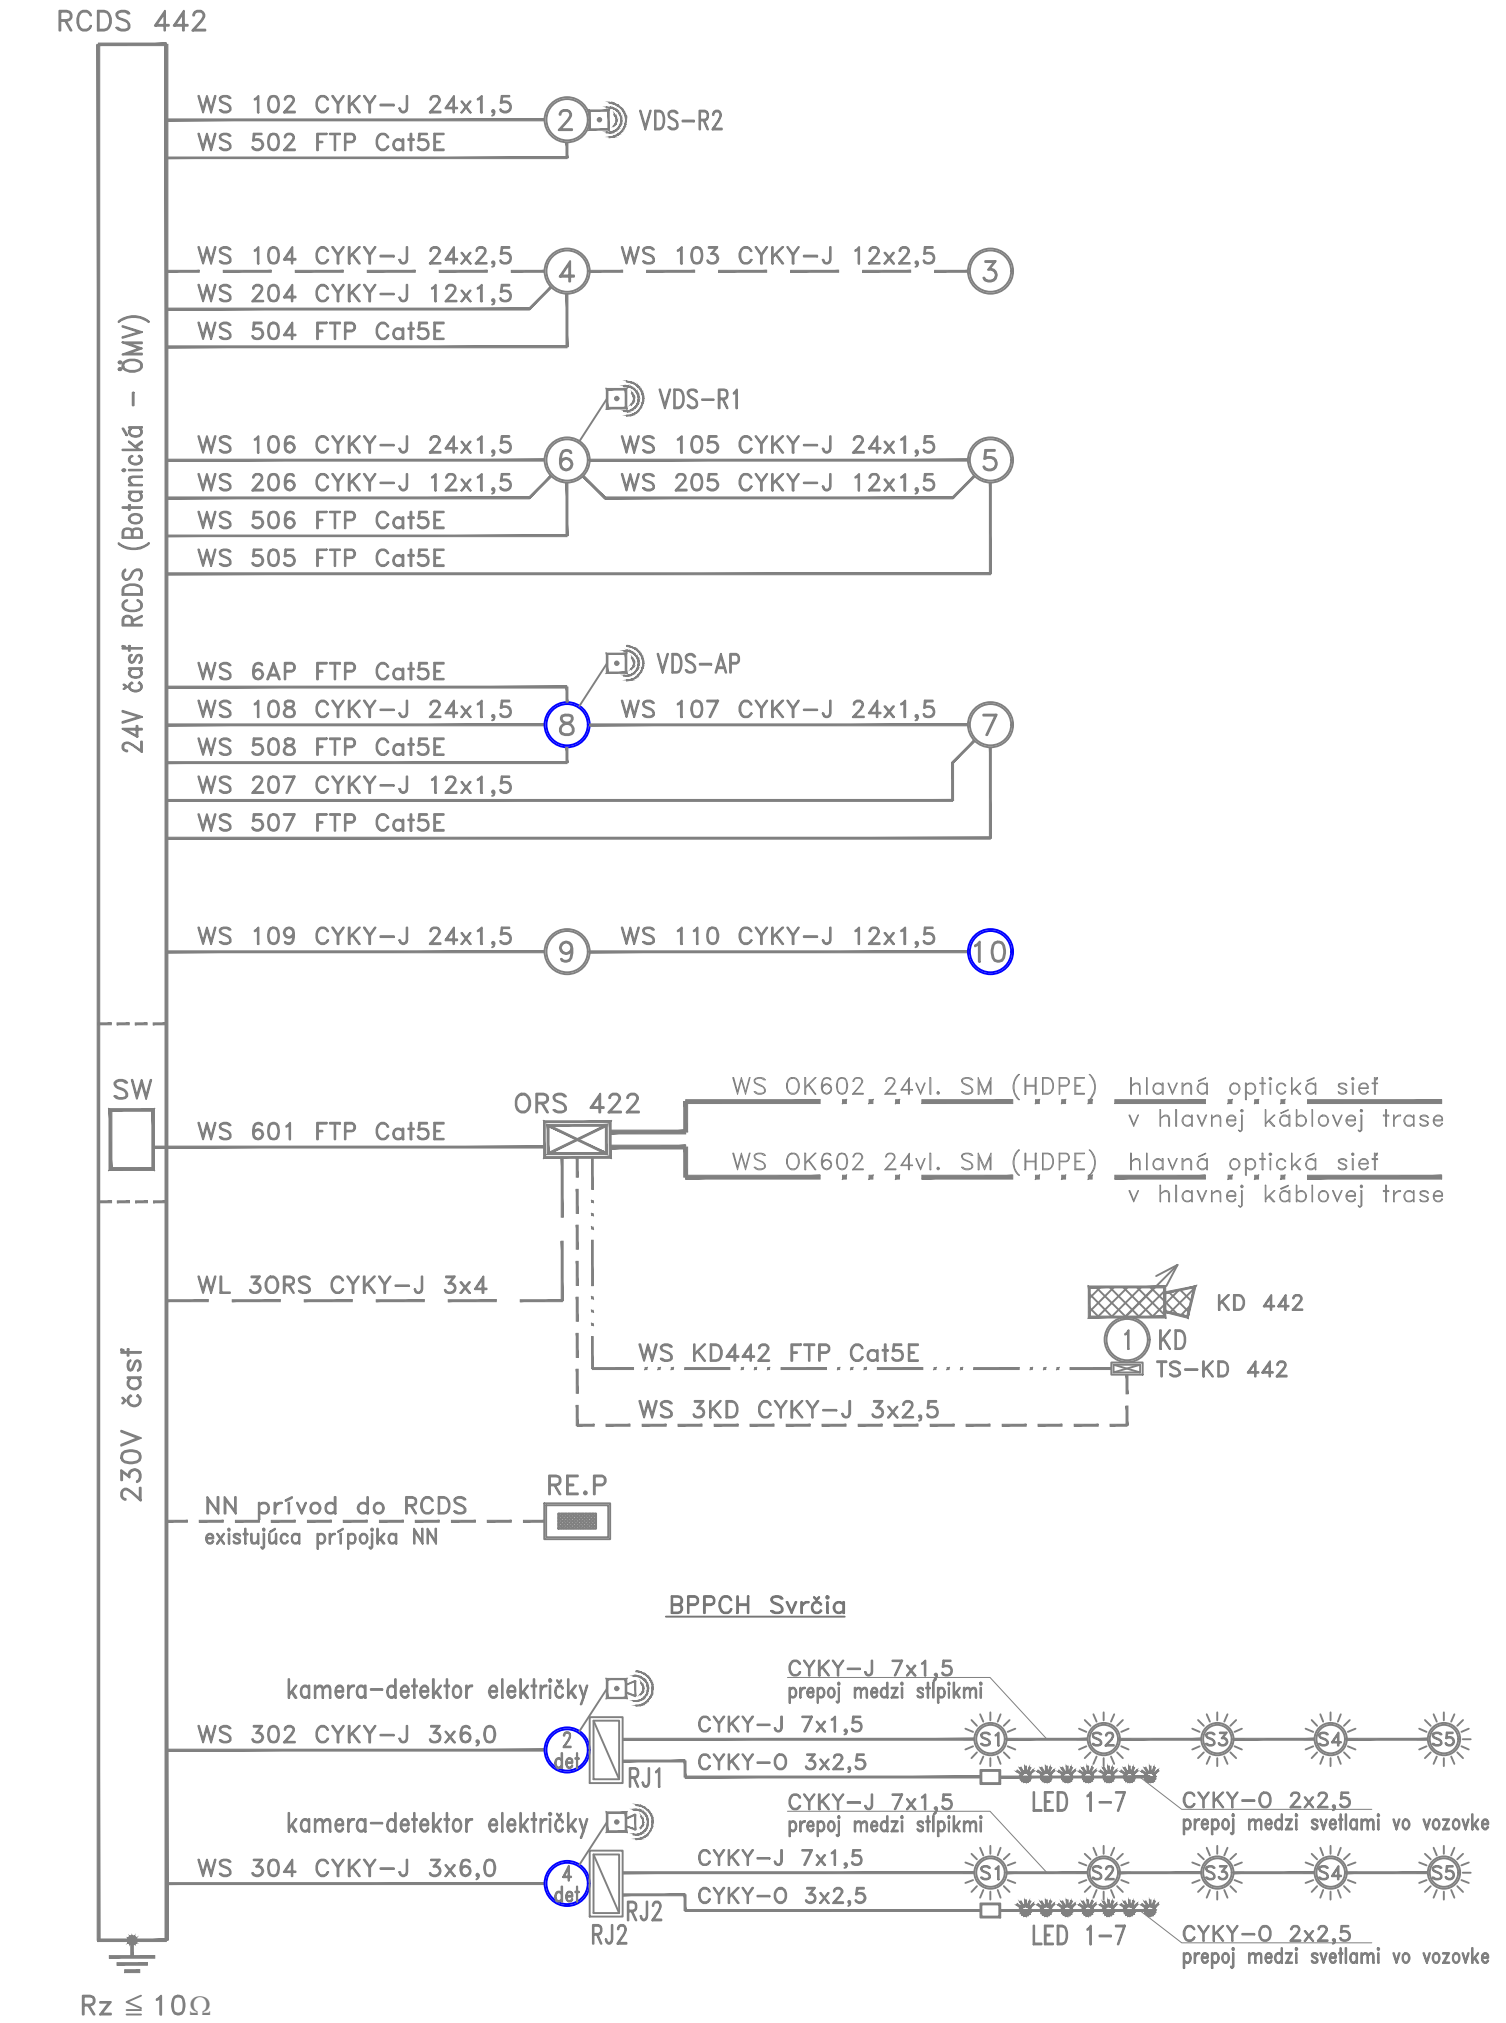 RCDS 442
WS 102 CYKY-J 24x1,5
2
VDS-R2
WS 502 FTP Cat5E
WS 104 CYKY-J 24x2,5
4
WS 103 CYKY-J 12x2,5
3
WS 204 CYKY-J 12x1,5
WS 504 FTP Cat5E
24V časť RCDS (Botanická - ÖMV)
VDS-R1
WS 106 CYKY-J 24x1,5
6
WS 105 CYKY-J 24x1,5
5
WS 206 CYKY-J 12x1,5
WS 205 CYKY-J 12x1,5
WS 506 FTP Cat5E
WS 505 FTP Cat5E
WS 6AP FTP Cat5E
VDS-AP
WS 108 CYKY-J 24x1,5
8
WS 107 CYKY-J 24x1,5
7
WS 508 FTP Cat5E
WS 207 CYKY-J 12x1,5
WS 507 FTP Cat5E
WS 109 CYKY-J 24x1,5
9
WS 110 CYKY-J 12x1,5
10
SW
ORS 422
WS 601 FTP Cat5E
WS OK602 24vl. SM (HDPE) hlavná optická sieť
v hlavnej káblovej trase
WS OK602 24vl. SM (HDPE) hlavná optická sieť
v hlavnej káblovej trase
WL 3ORS CYKY-J 3x4
KD 442
1
KD
WS KD442 FTP Cat5E
TS-KD 442
WS 3KD CYKY-J 3x2,5
230V časť
RE.P
NN prívod do RCDS
existujúca prípojka NN
BPPCH Svrčia
kamera-detektor električky
CYKY-J 7x1,5
prepoj medzi stĺpikmi
WS 302 CYKY-J 3x6,0
2
det
RJ1
CYKY-J 7x1,5
S1
S2
S3
S4
S5
CYKY-O 3x2,5
LED 1-7
CYKY-O 2x2,5
prepoj medzi svetlami vo vozovke
kamera-detektor električky
CYKY-J 7x1,5
prepoj medzi stĺpikmi
WS 304 CYKY-J 3x6,0
4
det
RJ2
RJ2
CYKY-J 7x1,5
S1
S2
S3
S4
S5
CYKY-O 3x2,5
LED 1-7
CYKY-O 2x2,5
prepoj medzi svetlami vo vozovke
Rz ≦ 10Ω